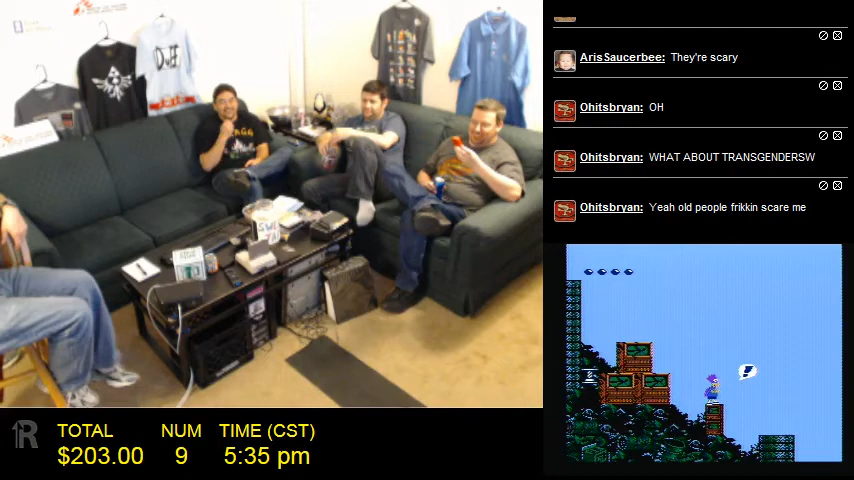 ArisSaucerbee: They're scary
Ohitsbryan: OH
Ohitsbryan: WHAT ABOUT TRANSGENDERSW
Ohitsbryan: Yeah old people frikkin scare me
TOTAL NUM TIME (CST)
$203.00 9 5:35 pm